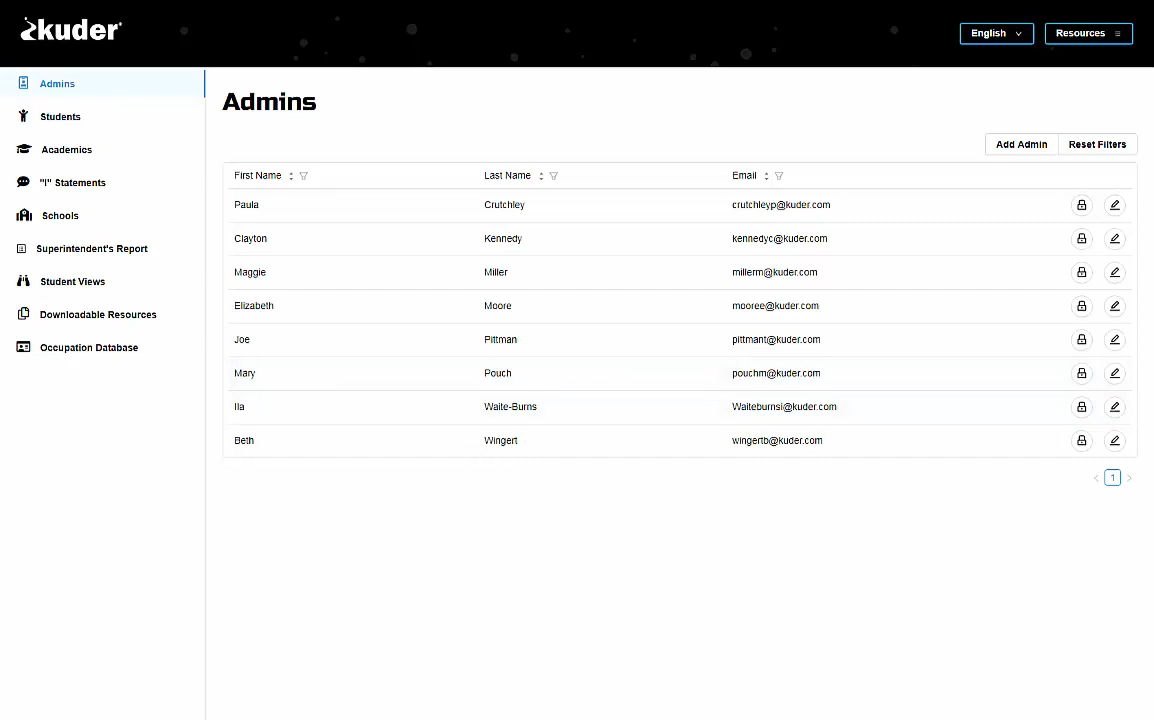 kuder
English
Resources
Admins
Students
Academics
"I" Statements
Schools
Superintendent's Report
Student Views
Downloadable Resources
Occupation Database
Admins
Add Admin Reset Filters
First Name Last Name Email
Paula Crutchley crutchleyp@kuder.com
Clayton Kennedy kennedyc@kuder.com
Maggie Miller millerm@kuder.com
Elizabeth Moore mooree@kuder.com
Joe Pittman pittmant@kuder.com
Mary Pouch pouchm@kuder.com
Ila Waite-Burns Waiteburnsi@kuder.com
Beth Wingert wingertb@kuder.com
1